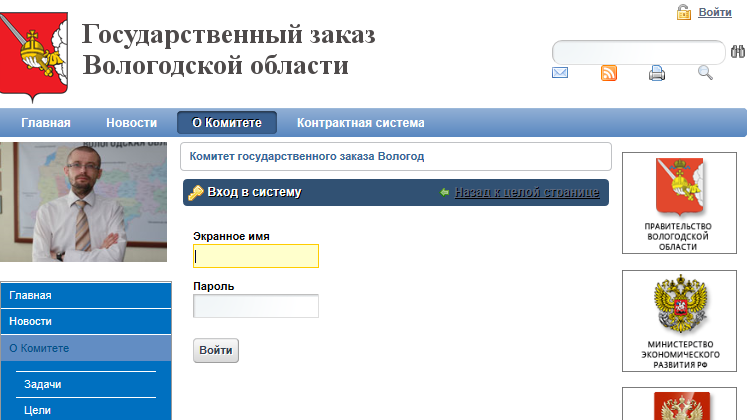 Войти
Государственный заказ
Вологодской области
Главная
Новости
О Комитете
Контрактная система
Комитет государственного заказа Вологод
Вход в систему
Назад к целой странице
Экранное имя
Пароль
Войти
Главная
Новости
О Комитете
Задачи
Цели
ПРАВИТЕЛЬСТВО
ВОЛОГОДСКОЙ
ОБЛАСТИ
МИНИСТЕРСТВО
ЭКОНОМИЧЕСКОГО
РАЗВИТИЯ РФ